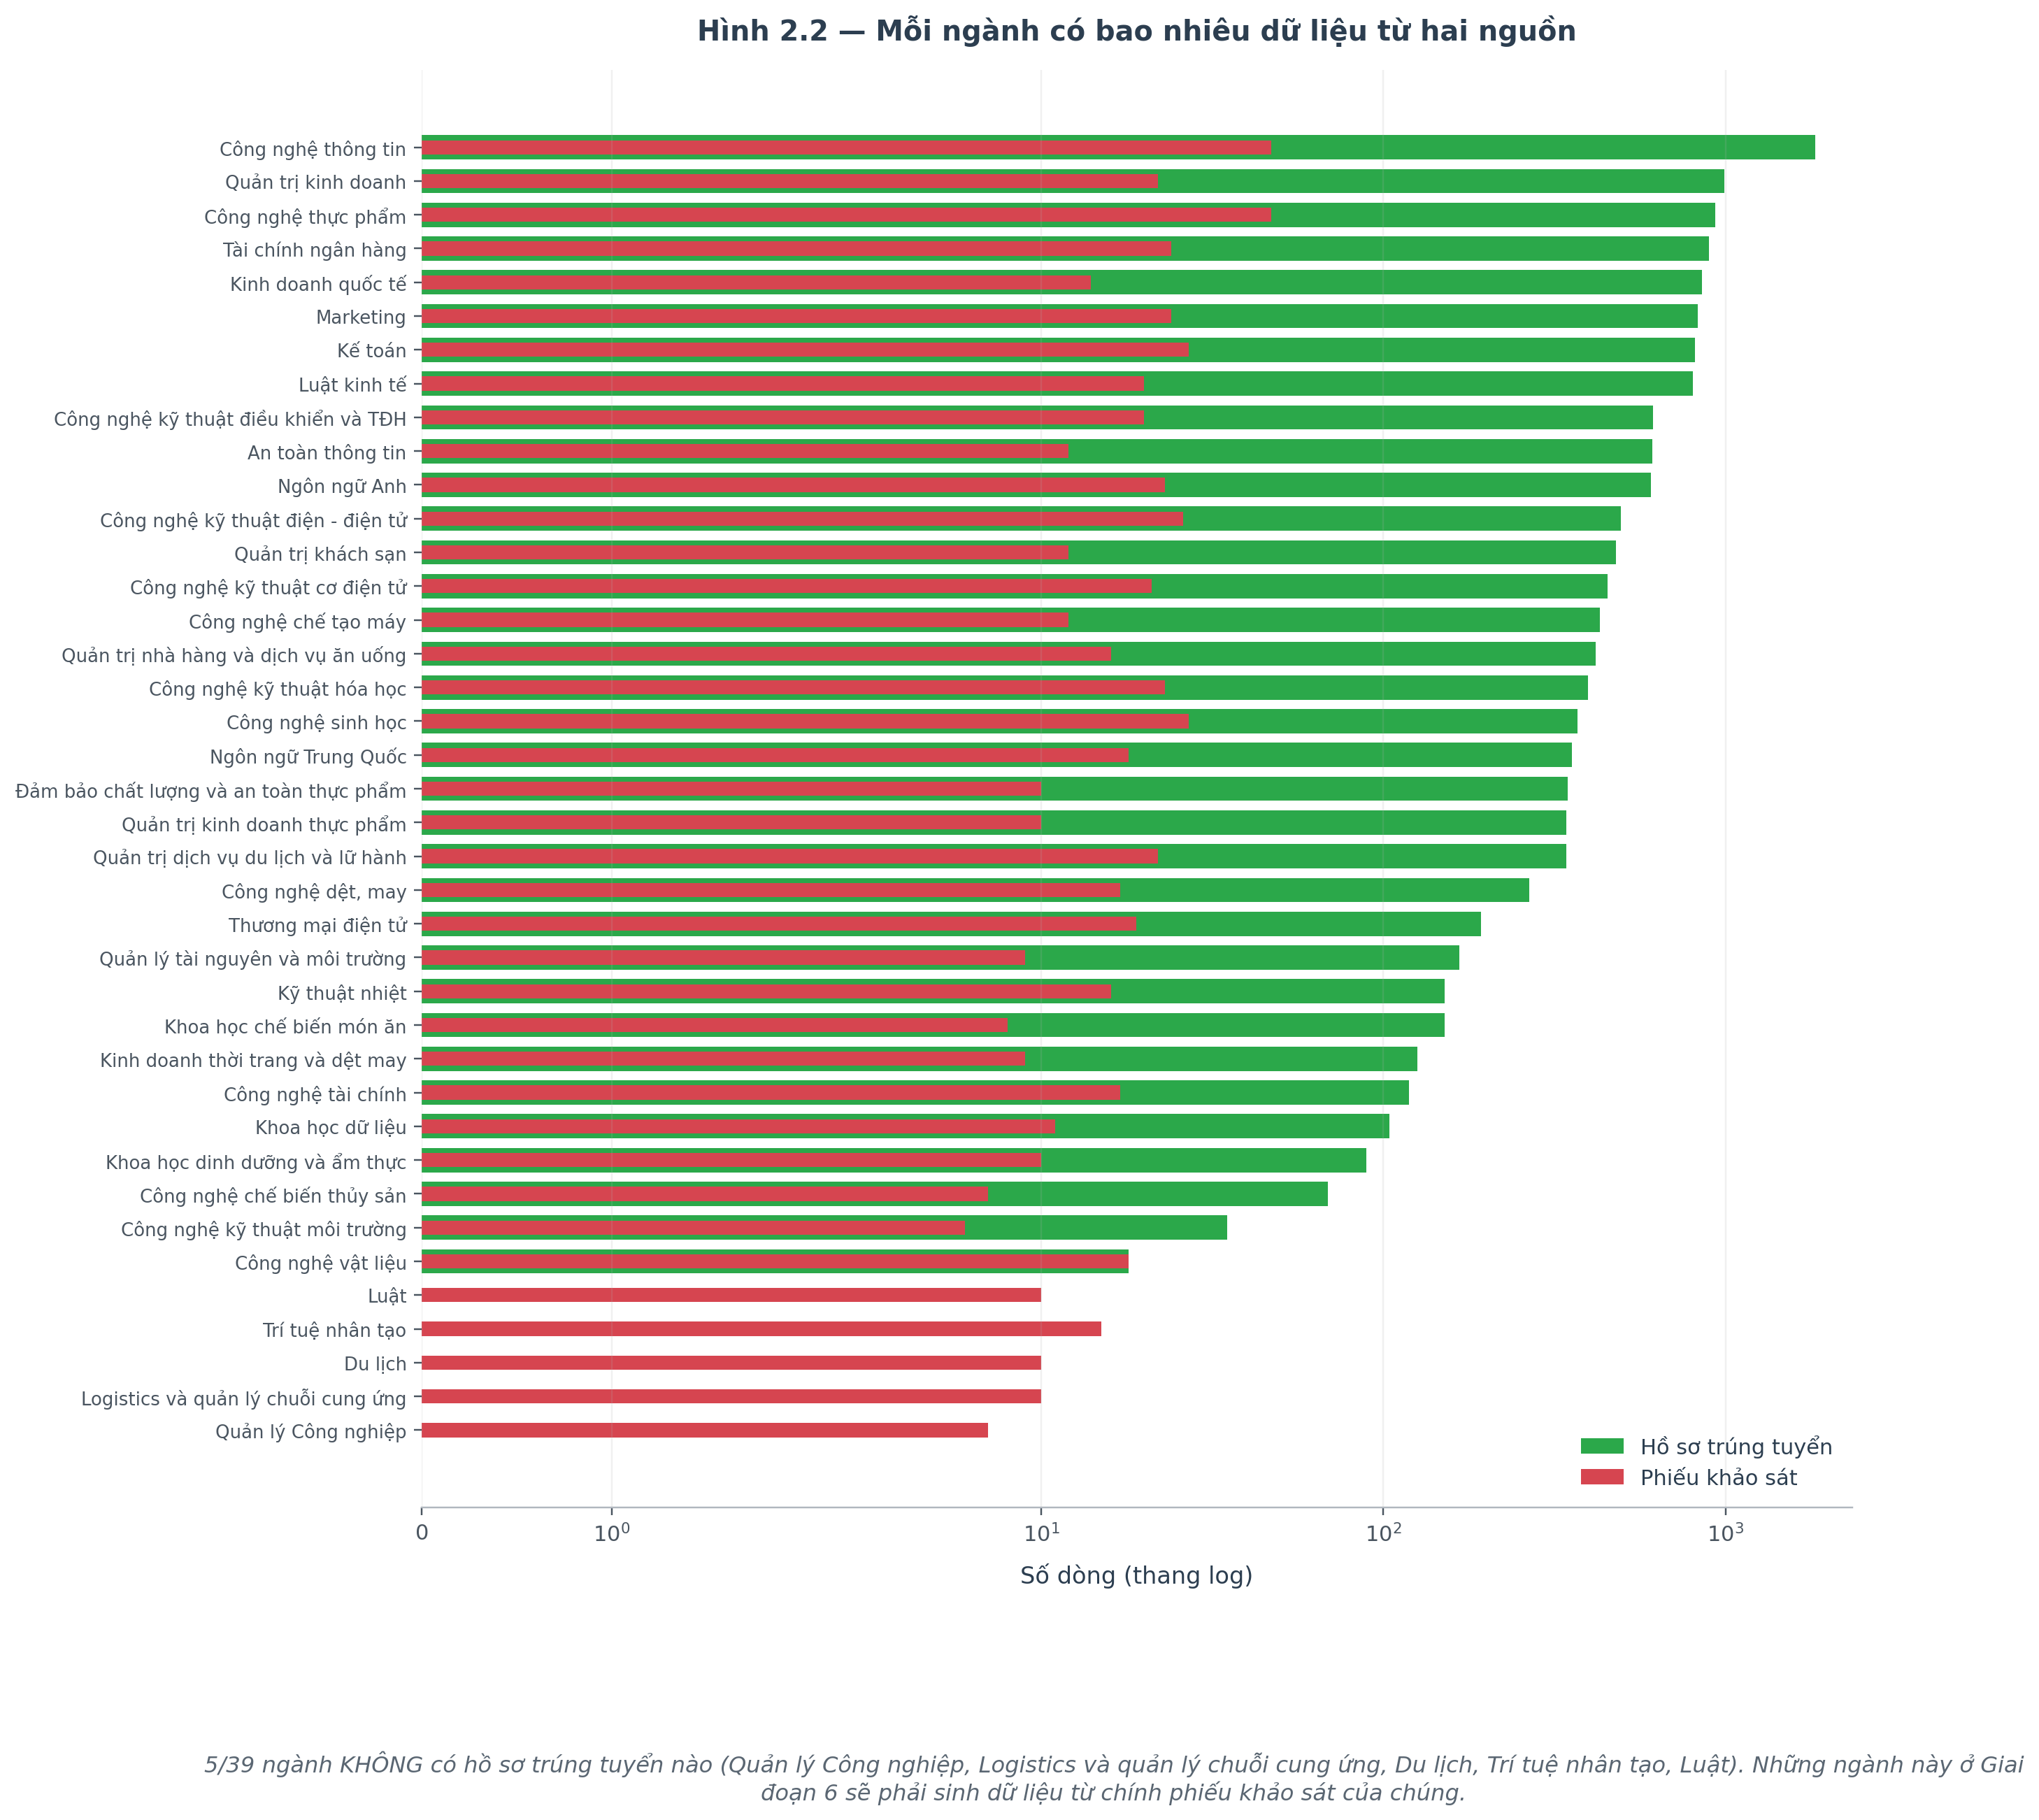 Hình 2.2 — Mỗi ngành có bao nhiêu dữ liệu từ hai nguồn
Công nghệ thông tin
Quản trị kinh doanh
Công nghệ thực phẩm
Tài chính ngân hàng
Kinh doanh quốc tế
Marketing
Kế toán
Luật kinh tế
Công nghệ kỹ thuật điều khiển và TĐH
An toàn thông tin
Ngôn ngữ Anh
Công nghệ kỹ thuật điện - điện tử
Quản trị khách sạn
Công nghệ kỹ thuật cơ điện tử
Công nghệ chế tạo máy
Quản trị nhà hàng và dịch vụ ăn uống
Công nghệ kỹ thuật hóa học
Công nghệ sinh học
Ngôn ngữ Trung Quốc
Đảm bảo chất lượng và an toàn thực phẩm
Quản trị kinh doanh thực phẩm
Quản trị dịch vụ du lịch và lữ hành
Công nghệ dệt, may
Thương mại điện tử
Quản lý tài nguyên và môi trường
Kỹ thuật nhiệt
Khoa học chế biến món ăn
Kinh doanh thời trang và dệt may
Công nghệ tài chính
Khoa học dữ liệu
Khoa học dinh dưỡng và ẩm thực
Công nghệ chế biến thủy sản
Công nghệ kỹ thuật môi trường
Công nghệ vật liệu
Luật
Trí tuệ nhân tạo
Du lịch
Logistics và quản lý chuỗi cung ứng
Quản lý Công nghiệp
Hồ sơ trúng tuyển
Phiếu khảo sát
0 10⁰ 10¹ 10² 10³
Số dòng (thang log)
5/39 ngành KHÔNG có hồ sơ trúng tuyển nào (Quản lý Công nghiệp, Logistics và quản lý chuỗi cung ứng, Du lịch, Trí tuệ nhân tạo, Luật). Những ngành này ở Giai
đoạn 6 sẽ phải sinh dữ liệu từ chính phiếu khảo sát của chúng.